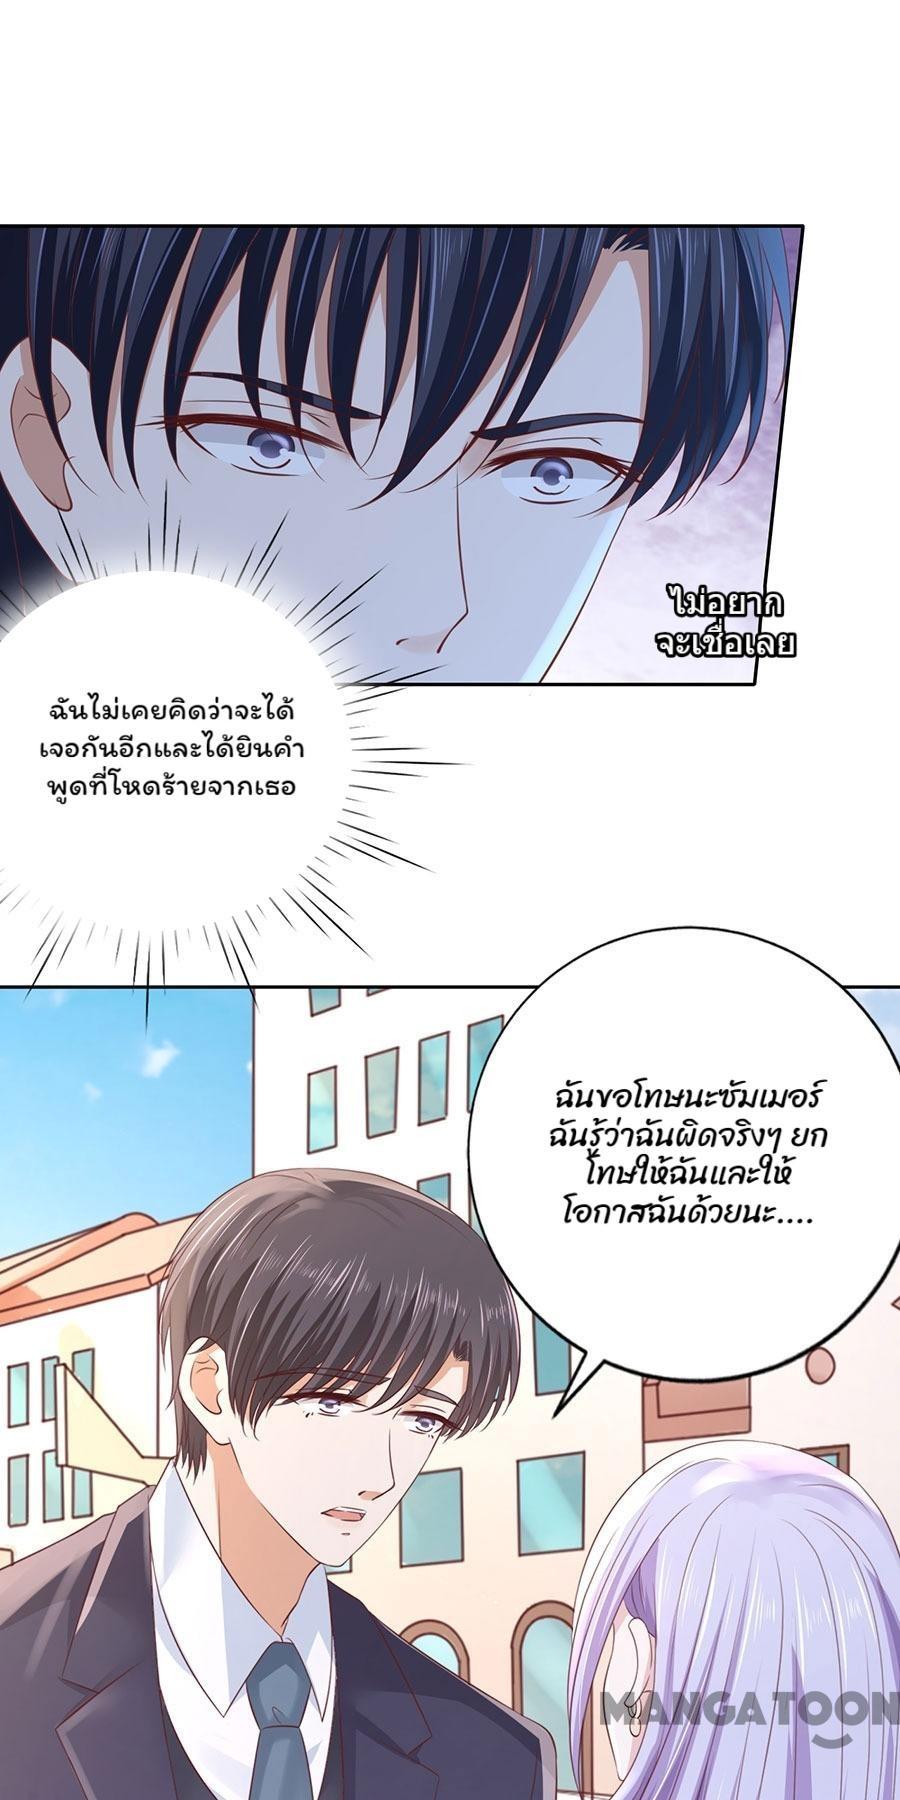 ไม่อยาก
จะเชื่อเลย
ฉันไม่เคยคิดว่าจะได้
เจอกันอีกและได้ยินคำ
พูดที่โหดร้ายจากเธอ
ฉันขอโทษนะซัมเมอร์
ฉันรู้ว่าฉันผิดจริงๆ ยก
โทษให้ฉันและให้
โอกาสฉันด้วยนะ....
MANGATOON